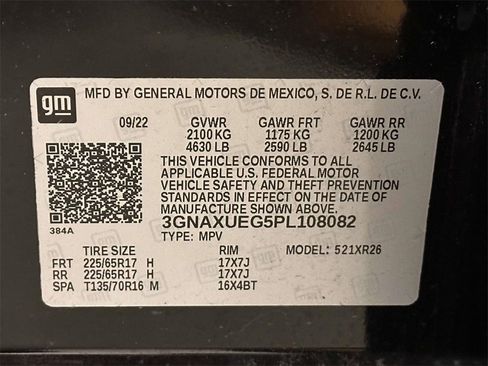 gm
MFD BY GENERAL MOTORS DE MEXICO, S. DE R.L. DE C.V.
09/22 GVWR GAWR FRT GAWR RR
2100 KG 1175 KG 1200 KG
4630 LB 2590 LB 2645 LB
THIS VEHICLE CONFORMS TO ALL
APPLICABLE U.S. FEDERAL MOTOR
VEHICLE SAFETY AND THEFT PREVENTION
STANDARDS IN EFFECT ON THE DATE OF
MANUFACTURE SHOWN ABOVE.
384A 3GNAXUEG5PL108082
TYPE: MPV MODEL: 521XR26
TIRE SIZE RIM
FRT 225/65R17 H 17X7J
RR 225/65R17 H 17X7J
SPA T135/70R16 M 16X4BT